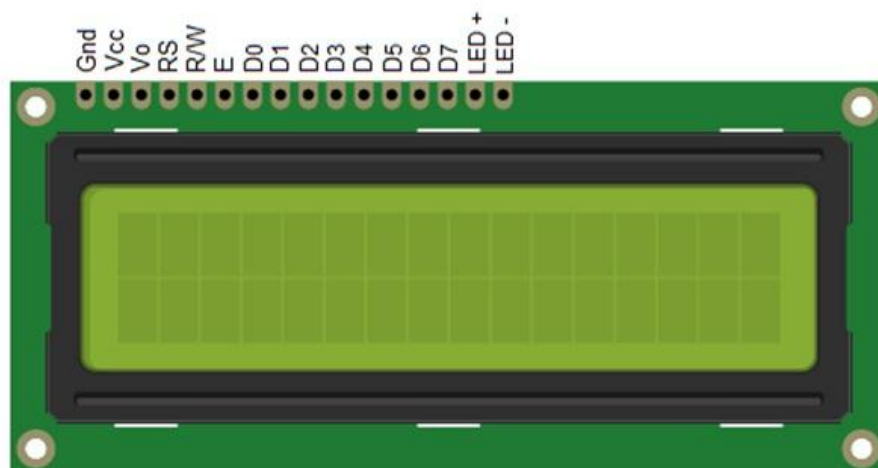 Gnd
Vcc
Vo
RS
R/W
E
D0
D1
D2
D3
D4
D5
D6
D7
LED +
LED -